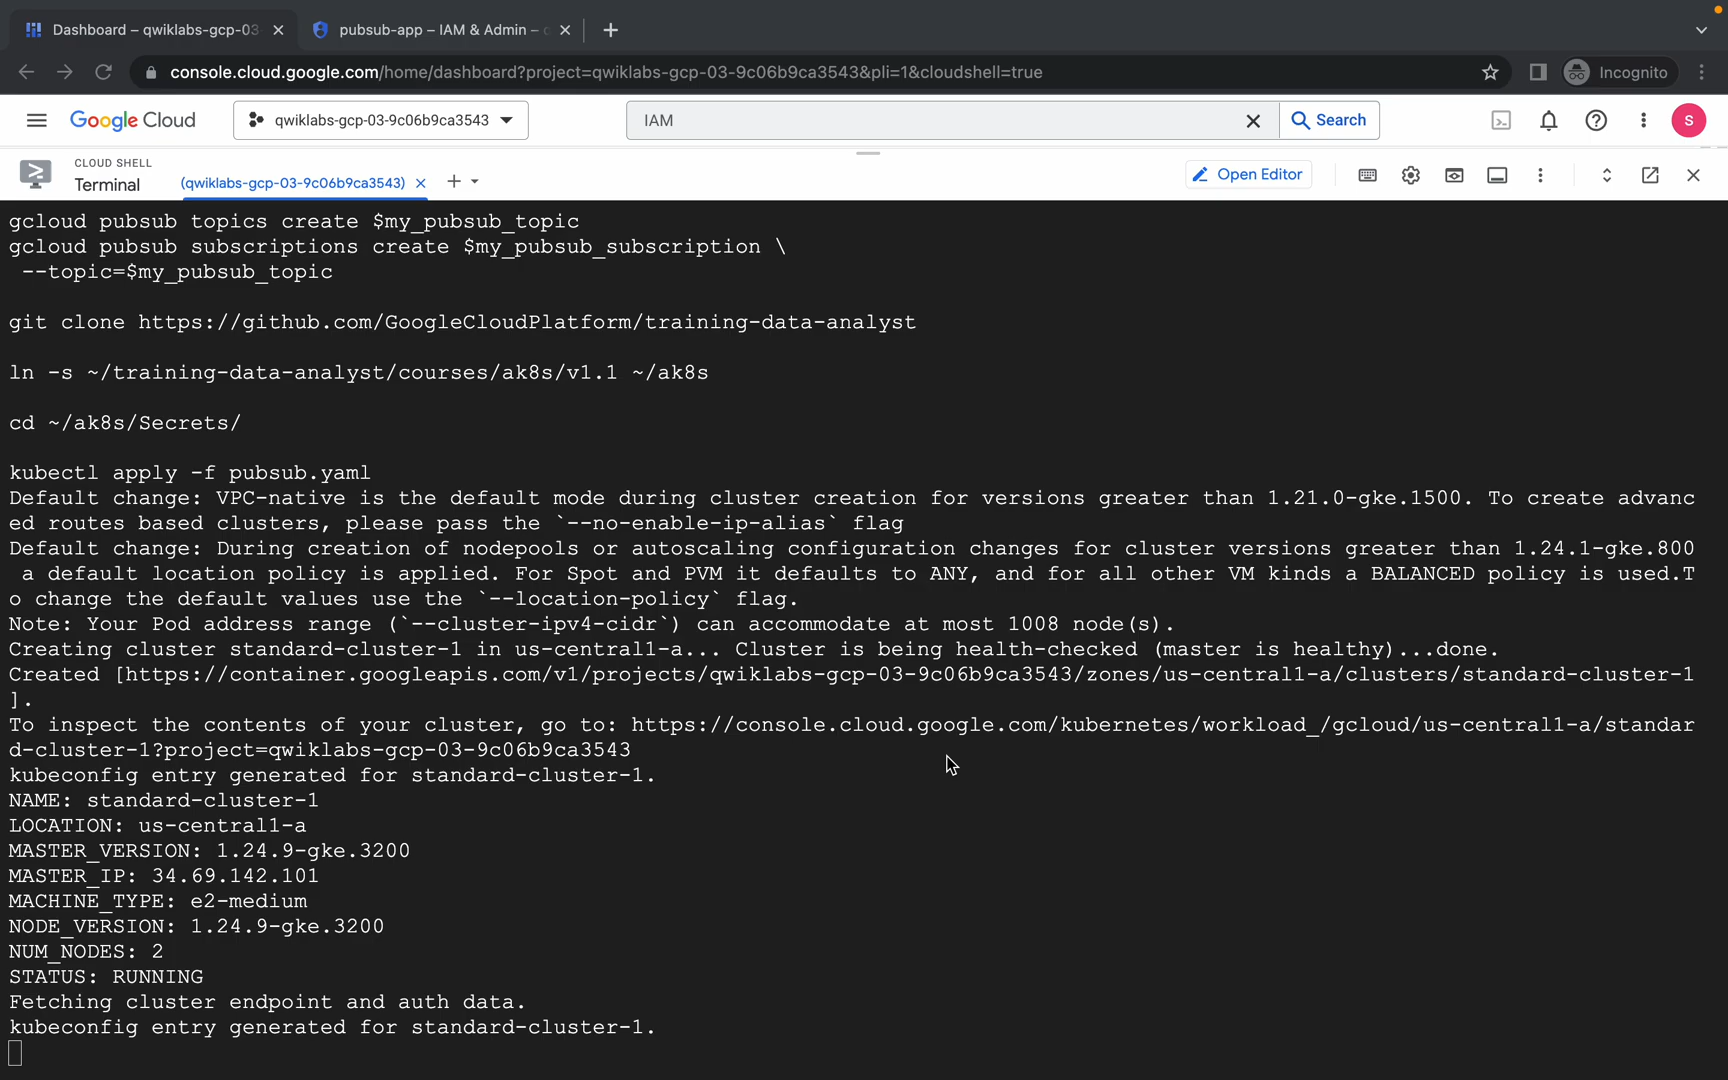 Dashboard – qwiklabs-gcp-03
pubsub-app – IAM & Admin –
console.cloud.google.com/home/dashboard?project=qwiklabs-gcp-03-9c06b9ca3543&pli=1&cloudshell=true
Incognito
Google Cloud
qwiklabs-gcp-03-9c06b9ca3543
IAM
Search
S
CLOUD SHELL
Terminal
(qwiklabs-gcp-03-9c06b9ca3543)
Open Editor
gcloud pubsub topics create $my_pubsub_topic
gcloud pubsub subscriptions create $my_pubsub_subscription \
--topic=$my_pubsub_topic
git clone https://github.com/GoogleCloudPlatform/training-data-analyst
ln -s ~/training-data-analyst/courses/ak8s/v1.1 ~/ak8s
cd ~/ak8s/Secrets/
kubectl apply -f pubsub.yaml
Default change: VPC-native is the default mode during cluster creation for versions greater than 1.21.0-gke.1500. To create advanc
ed routes based clusters, please pass the `--no-enable-ip-alias` flag
Default change: During creation of nodepools or autoscaling configuration changes for cluster versions greater than 1.24.1-gke.800
a default location policy is applied. For Spot and PVM it defaults to ANY, and for all other VM kinds a BALANCED policy is used.T
o change the default values use the `--location-policy` flag.
Note: Your Pod address range (`--cluster-ipv4-cidr`) can accommodate at most 1008 node(s).
Creating cluster standard-cluster-1 in us-central1-a... Cluster is being health-checked (master is healthy)...done.
Created [https://container.googleapis.com/v1/projects/qwiklabs-gcp-03-9c06b9ca3543/zones/us-central1-a/clusters/standard-cluster-1
].
To inspect the contents of your cluster, go to: https://console.cloud.google.com/kubernetes/workload_/gcloud/us-central1-a/standar
d-cluster-1?project=qwiklabs-gcp-03-9c06b9ca3543
kubeconfig entry generated for standard-cluster-1.
NAME: standard-cluster-1
LOCATION: us-central1-a
MASTER_VERSION: 1.24.9-gke.3200
MASTER_IP: 34.69.142.101
MACHINE_TYPE: e2-medium
NODE_VERSION: 1.24.9-gke.3200
NUM_NODES: 2
STATUS: RUNNING
Fetching cluster endpoint and auth data.
kubeconfig entry generated for standard-cluster-1.